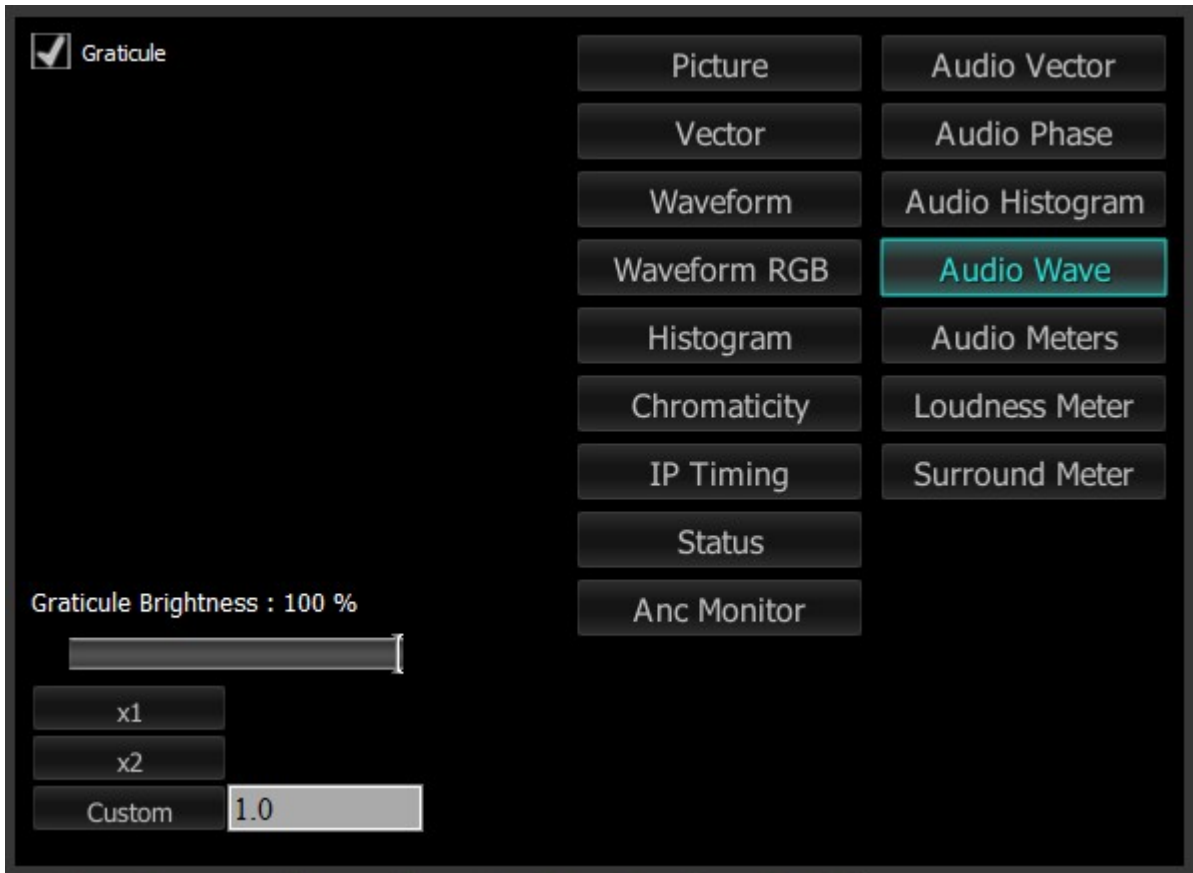 Graticule
Picture
Audio Vector
Vector
Audio Phase
Waveform
Audio Histogram
Waveform RGB
Audio Wave
Histogram
Audio Meters
Chromaticity
Loudness Meter
IP Timing
Surround Meter
Status
Anc Monitor
Graticule Brightness : 100 %
x1
x2
Custom
1.0